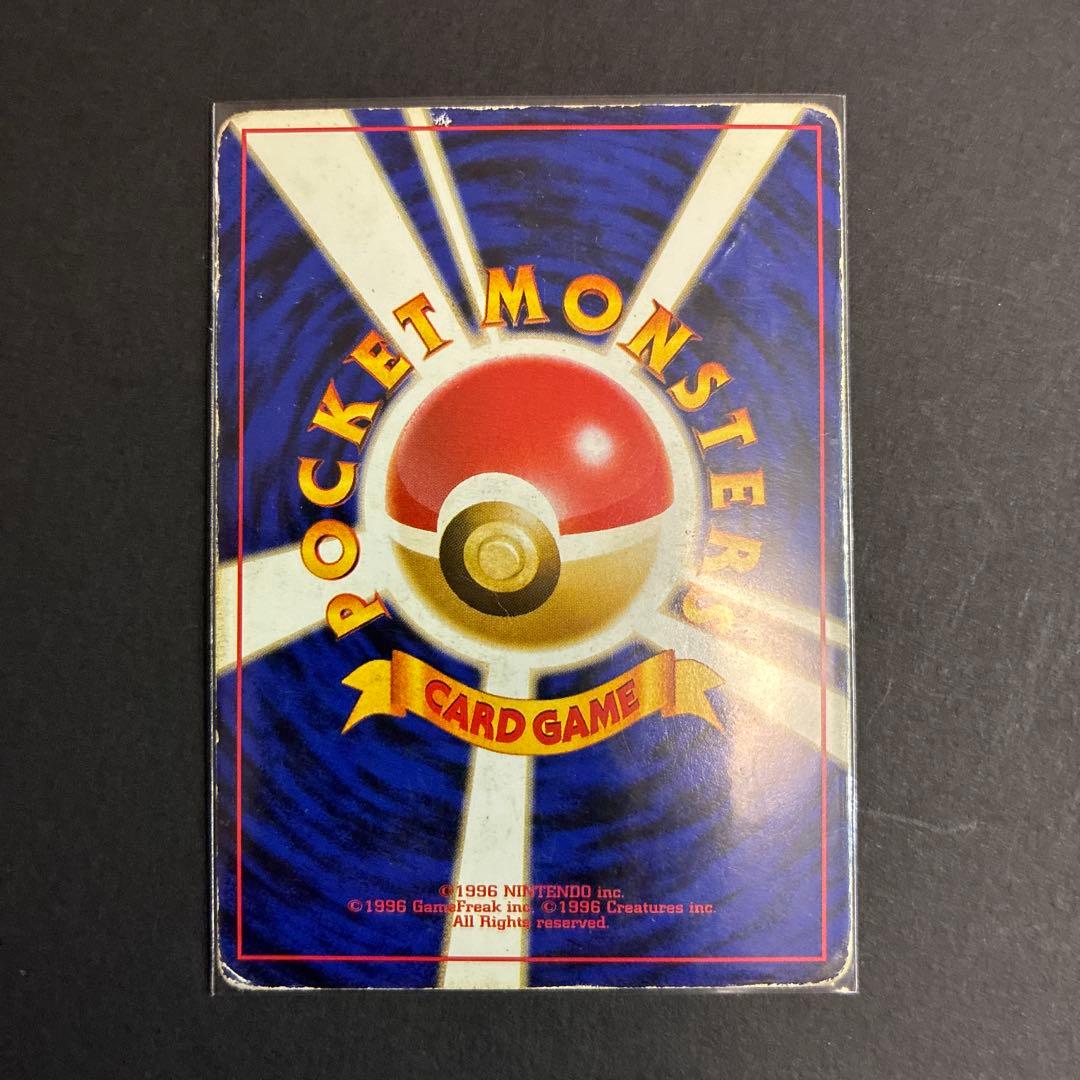 POCKET MONSTERS
CARD GAME
©1996 NINTENDO inc.
©1996 GameFreak inc. ©1996 Creatures inc.
All Rights reserved.